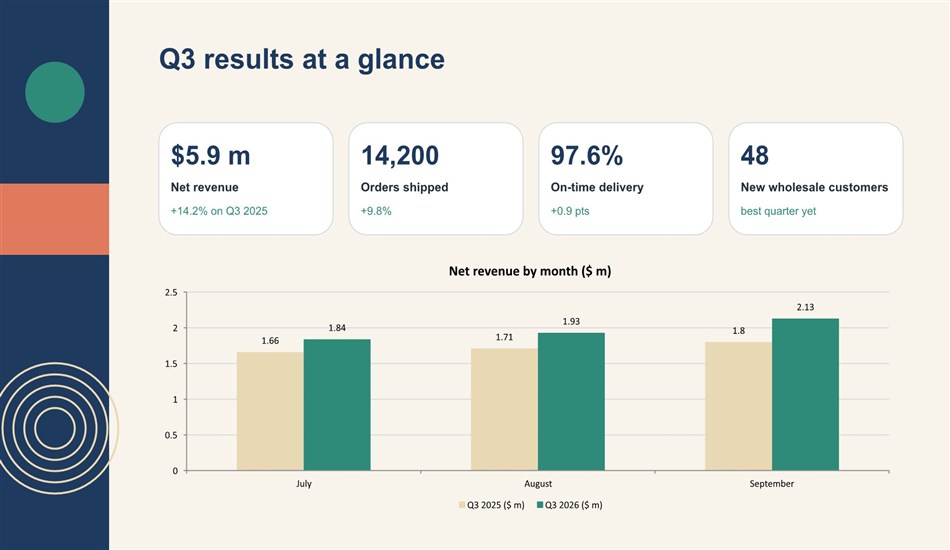 Q3 results at a glance
$5.9 m
Net revenue
+14.2% on Q3 2025
14,200
Orders shipped
+9.8%
97.6%
On-time delivery
+0.9 pts
48
New wholesale customers
best quarter yet
Net revenue by month ($ m)
2.5
2
1.5
1
0.5
0
1.66
1.84
1.71
1.93
1.8
2.13
July
August
September
Q3 2025 ($ m)
Q3 2026 ($ m)